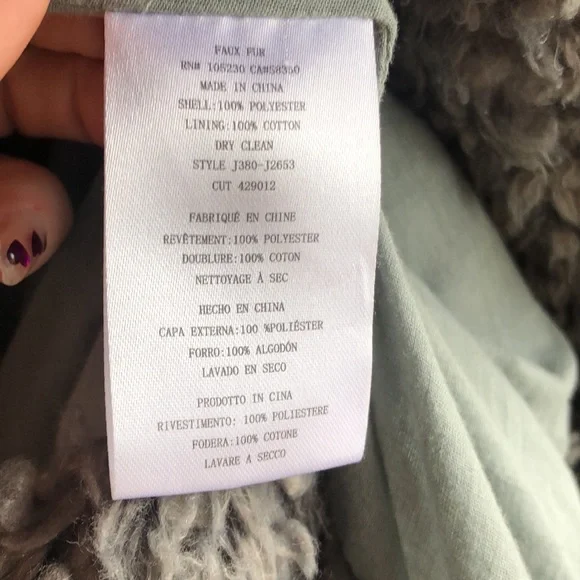 FAUX FUR
RN# 105230 CA#58350
MADE IN CHINA
SHELL:100% POLYESTER
LINING:100% COTTON
DRY CLEAN
STYLE J380-J2653
CUT 429012
FABRIQUÉ EN CHINE
REVÊTEMENT:100% POLYESTER
DOUBLURE:100% COTON
NETTOYAGE À SEC
HECHO EN CHINA
CAPA EXTERNA:100 %POLIÉSTER
FORRO:100% ALGODÓN
LAVADO EN SECO
PRODOTTO IN CINA
RIVESTIMENTO: 100% POLIESTERE
FODERA:100% COTONE
LAVARE A SECCO